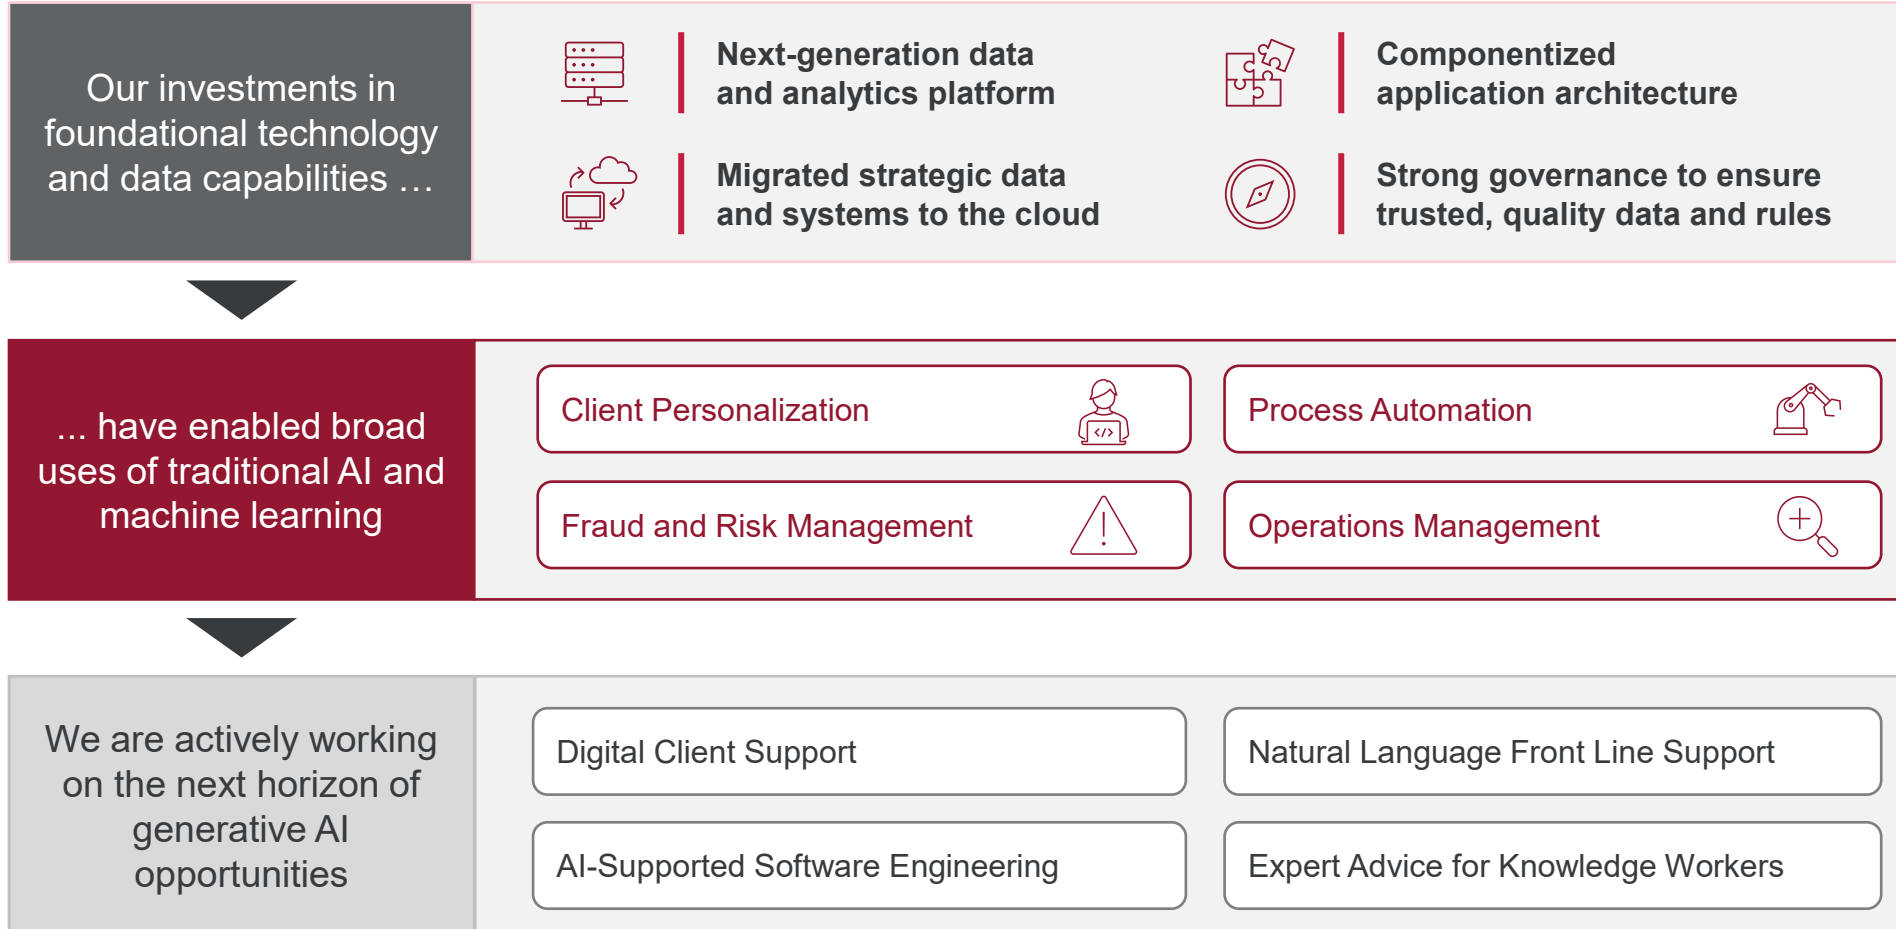 Our investments in
foundational technology
and data capabilities …
Next-generation data
and analytics platform
Componentized
application architecture
Migrated strategic data
and systems to the cloud
Strong governance to ensure
trusted, quality data and rules
... have enabled broad
uses of traditional AI and
machine learning
Client Personalization
</>
Process Automation
Fraud and Risk Management
Operations Management
We are actively working
on the next horizon of
generative AI
opportunities
Digital Client Support
Natural Language Front Line Support
AI-Supported Software Engineering
Expert Advice for Knowledge Workers